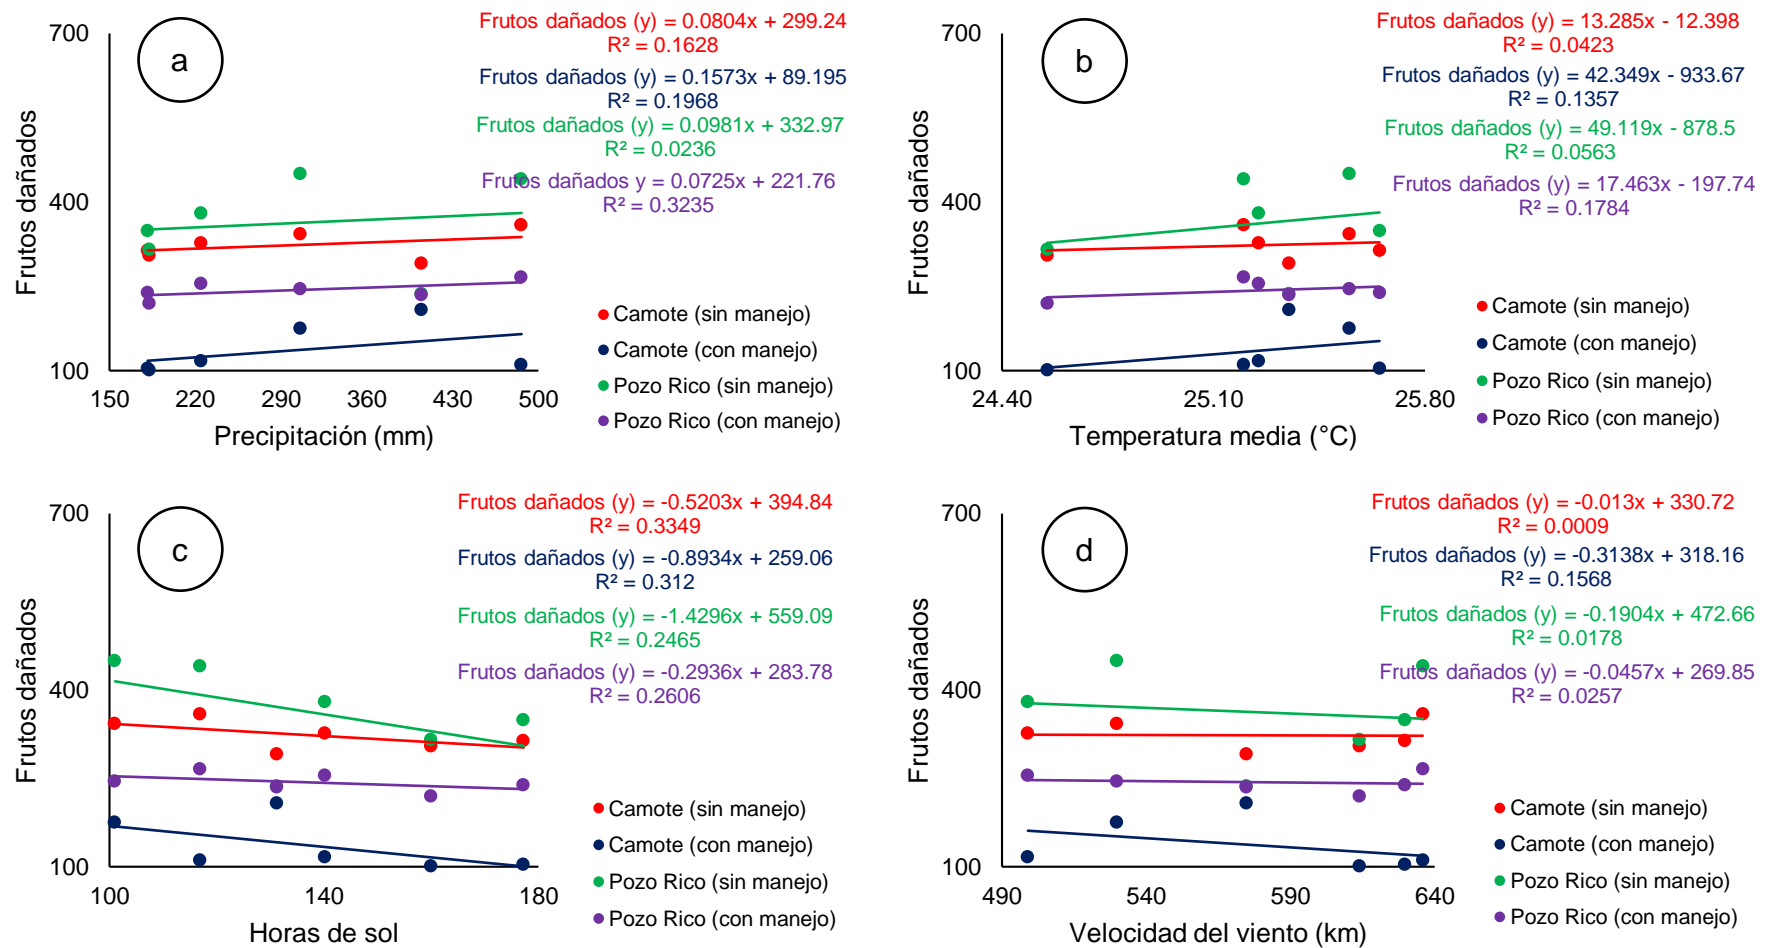 a
Frutos dañados (y) = 0.0804x + 299.24
R² = 0.1628
Frutos dañados (y) = 0.1573x + 89.195
R² = 0.1968
Frutos dañados (y) = 0.0981x + 332.97
R² = 0.0236
Frutos dañados y = 0.0725x + 221.76
R² = 0.3235
Frutos dañados
700
400
100
150 220 290 360 430 500
Precipitación (mm)
Camote (sin manejo)
Camote (con manejo)
Pozo Rico (sin manejo)
Pozo Rico (con manejo)
b
Frutos dañados (y) = 13.285x - 12.398
R² = 0.0423
Frutos dañados (y) = 42.349x - 933.67
R² = 0.1357
Frutos dañados (y) = 49.119x - 878.5
R² = 0.0563
Frutos dañados (y) = 17.463x - 197.74
R² = 0.1784
Frutos dañados
700
400
100
24.40 25.10 25.80
Temperatura media (°C)
Camote (sin manejo)
Camote (con manejo)
Pozo Rico (sin manejo)
Pozo Rico (con manejo)
c
Frutos dañados (y) = -0.5203x + 394.84
R² = 0.3349
Frutos dañados (y) = -0.8934x + 259.06
R² = 0.312
Frutos dañados (y) = -1.4296x + 559.09
R² = 0.2465
Frutos dañados (y) = -0.2936x + 283.78
R² = 0.2606
Frutos dañados
700
400
100
100 140 180
Horas de sol
Camote (sin manejo)
Camote (con manejo)
Pozo Rico (sin manejo)
Pozo Rico (con manejo)
d
Frutos dañados (y) = -0.013x + 330.72
R² = 0.0009
Frutos dañados (y) = -0.3138x + 318.16
R² = 0.1568
Frutos dañados (y) = -0.1904x + 472.66
R² = 0.0178
Frutos dañados (y) = -0.0457x + 269.85
R² = 0.0257
Frutos dañados
700
400
100
490 540 590 640
Velocidad del viento (km)
Camote (sin manejo)
Camote (con manejo)
Pozo Rico (sin manejo)
Pozo Rico (con manejo)